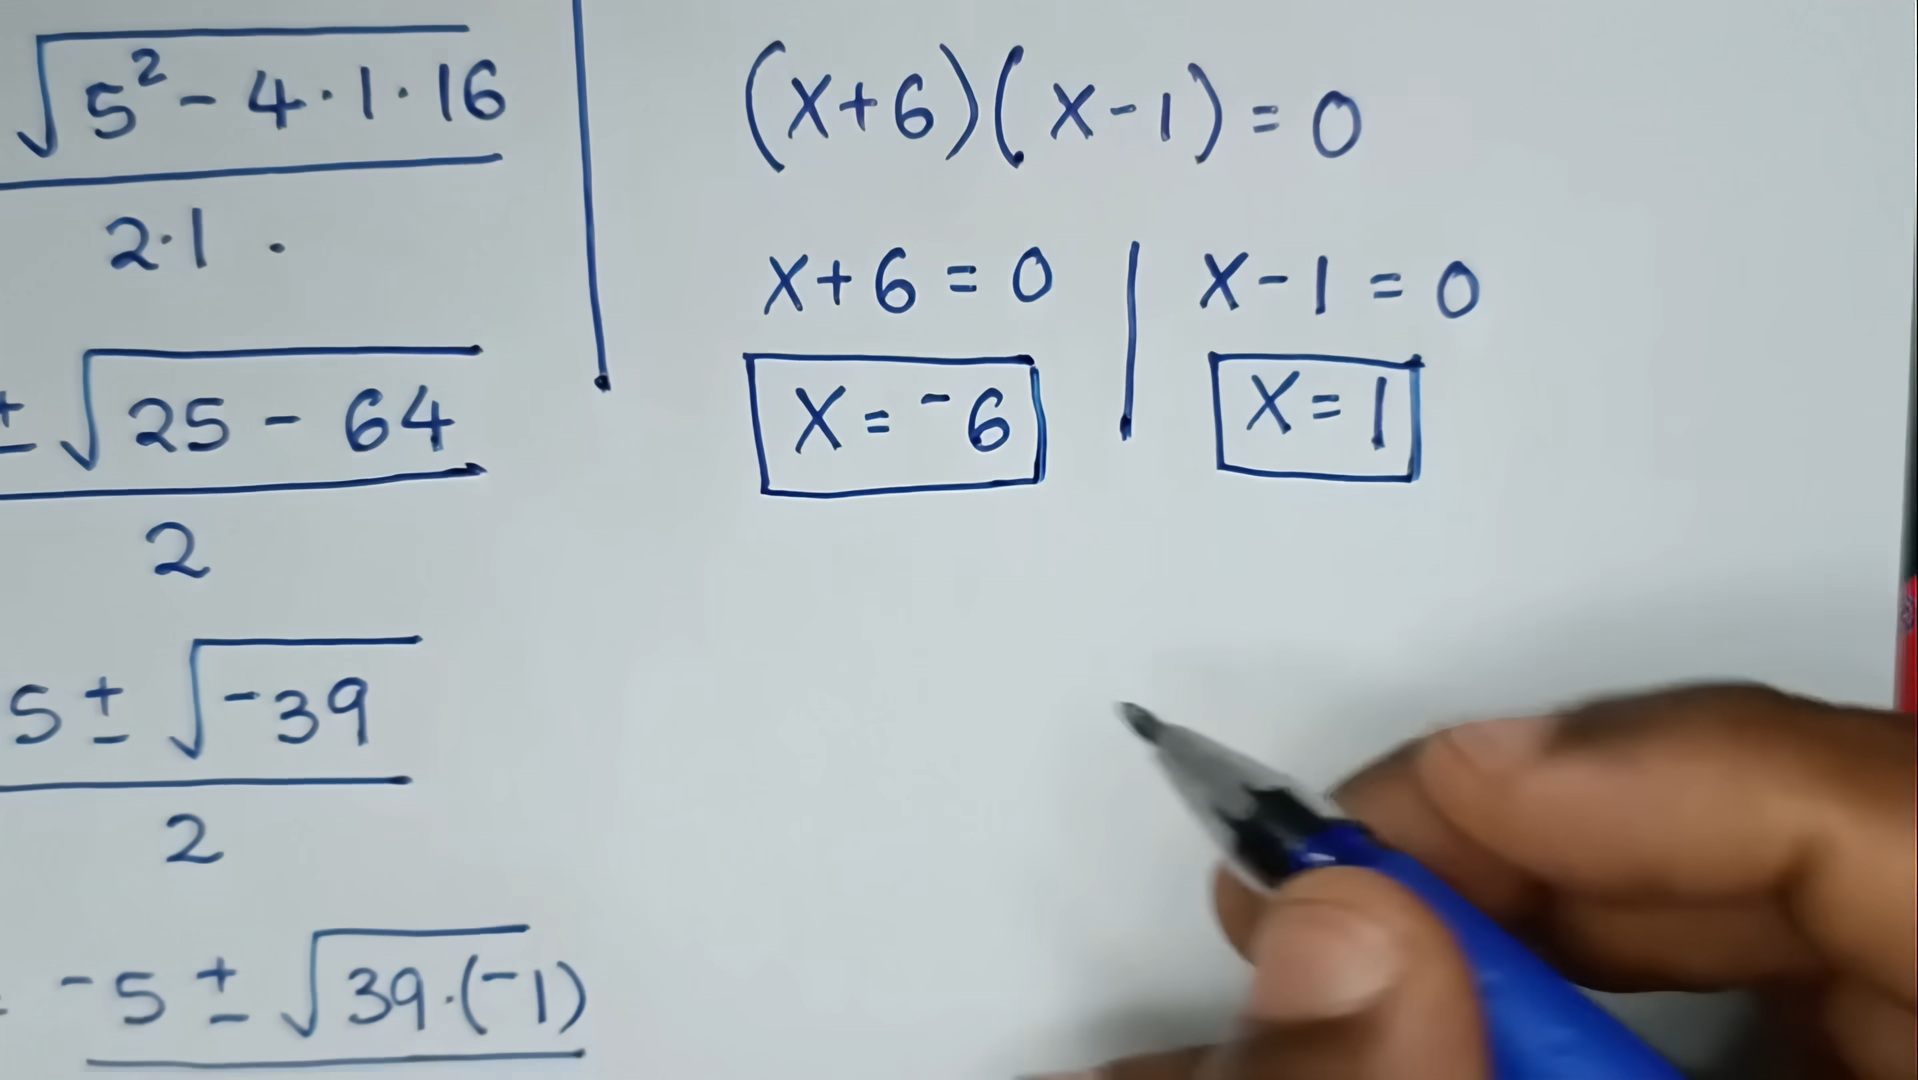 √5² - 4·1·16
2·1 ·
± √25 - 64
2
5 ± √⁻39
2
⁻5 ± √39·(⁻1)
(x+6)(x-1) = 0
x+6 = 0 | x-1 = 0
x = ⁻6
x = 1